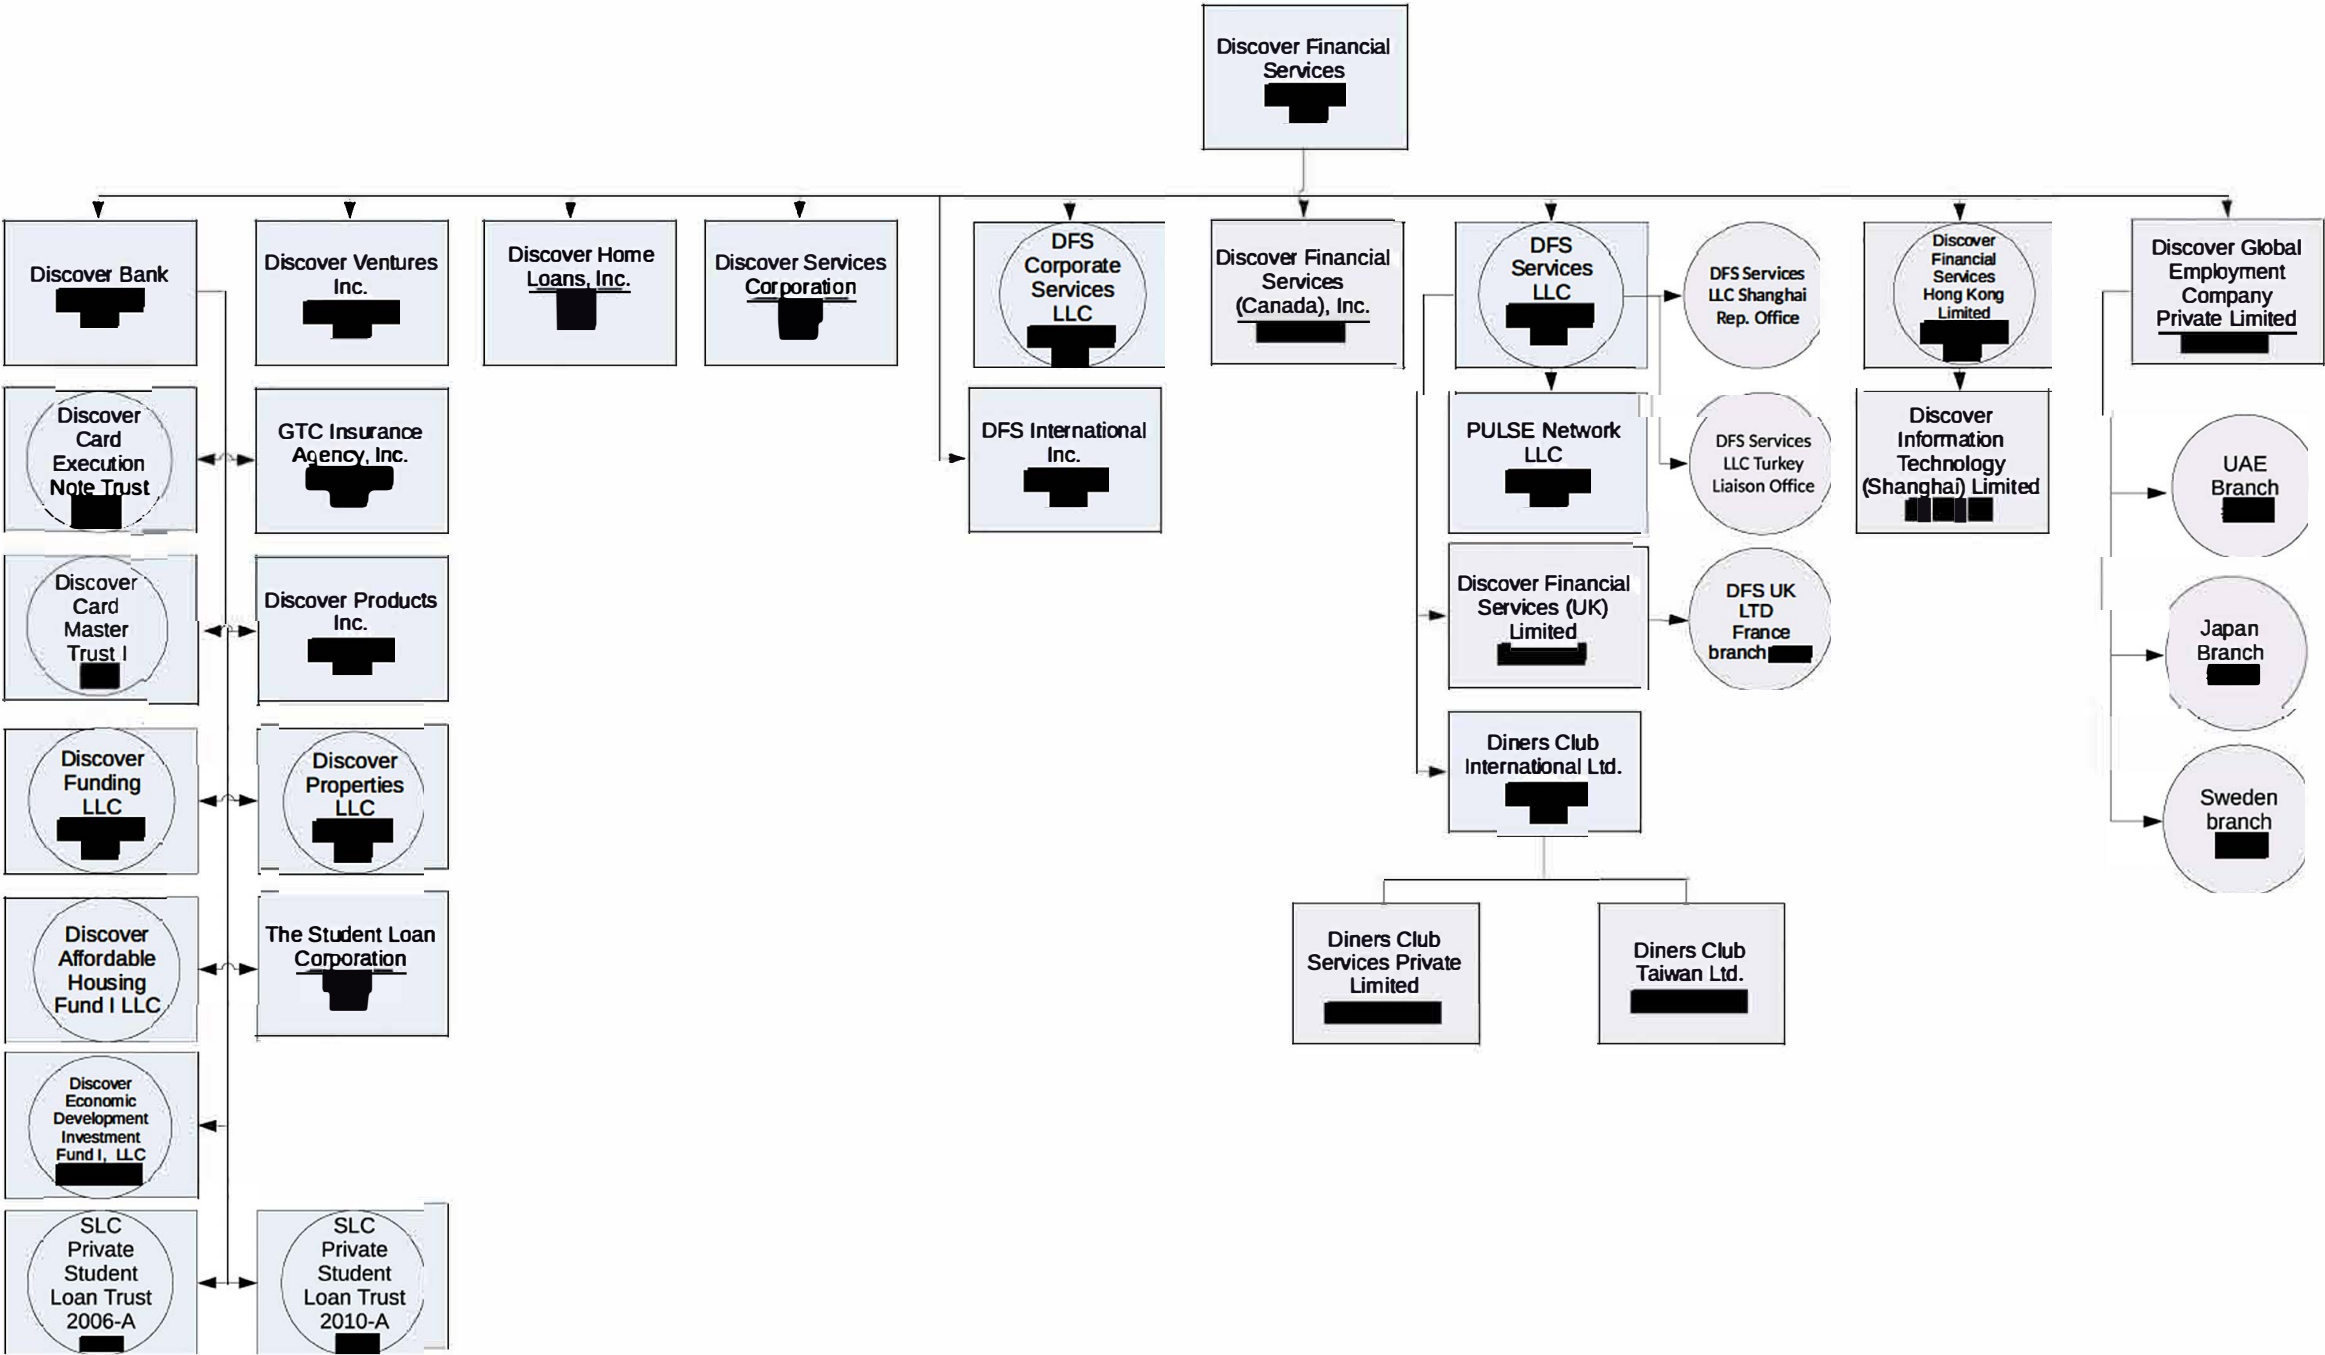 Discover Financial
Services
Discover Bank
Discover Ventures
Inc.
Discover Home
Loans, Inc.
Discover Services
Corporation
DFS
Corporate
Services
LLC
Discover Financial
Services
(Canada), Inc.
DFS
Services
LLC
DFS Services
LLC Shanghai
Rep. Office
Discover
Financial
Services
Hong Kong
Limited
Discover Global
Employment
Company
Private Limited
Discover
Card
Execution
Note Trust
GTC Insurance
Agency, Inc.
DFS International
Inc.
PULSE Network
LLC
DFS Services
LLC Turkey
Liaison Office
Discover
Information
Technology
(Shanghai) Limited
UAE
Branch
Discover
Card
Master
Trust I
Discover Products
Inc.
Discover Financial
Services (UK)
Limited
DFS UK
LTD
France
branch
Japan
Branch
Discover
Funding
LLC
Discover
Properties
LLC
Diners Club
International Ltd.
Sweden
branch
Discover
Affordable
Housing
Fund I LLC
The Student Loan
Corporation
Diners Club
Services Private
Limited
Diners Club
Taiwan Ltd.
Discover
Economic
Development
Investment
Fund I, LLC
SLC
Private
Student
Loan Trust
2006-A
SLC
Private
Student
Loan Trust
2010-A